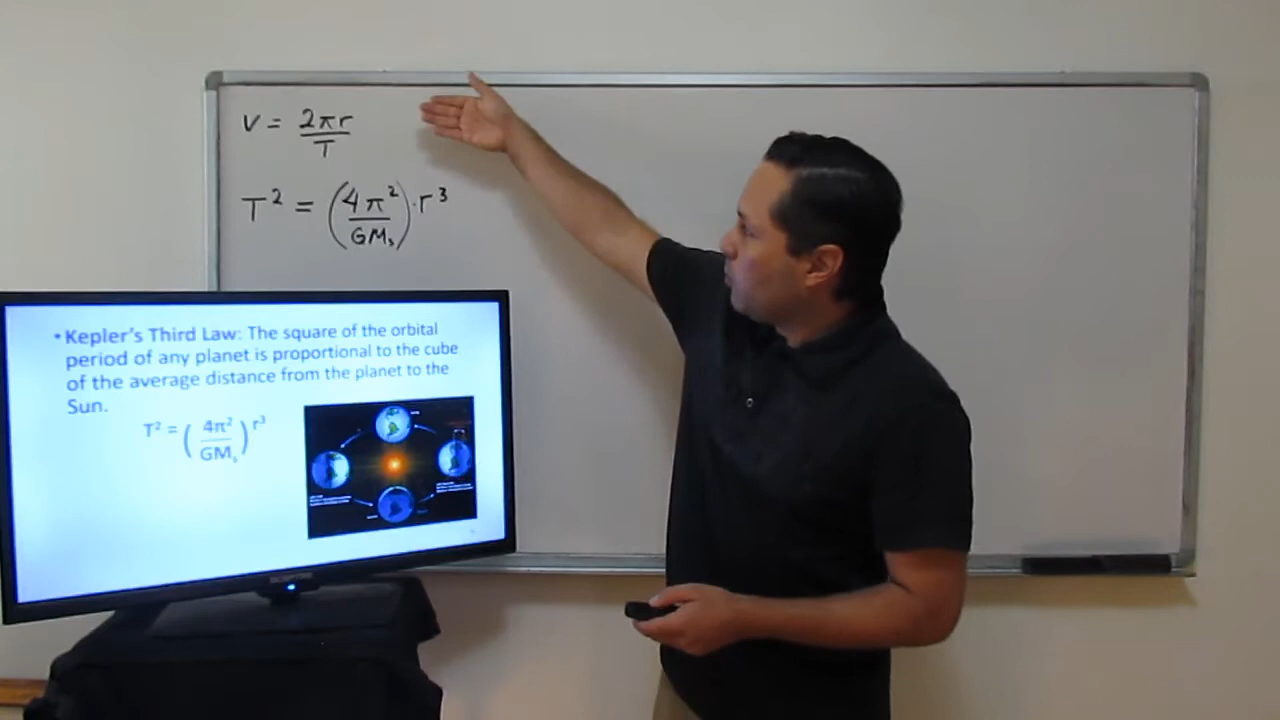 v = 2πr/T
T² = (4π²/GMₛ)·r³
• Kepler's Third Law: The square of the orbital
period of any planet is proportional to the cube
of the average distance from the planet to the
Sun.
T² = (4π²/GMₛ) r³